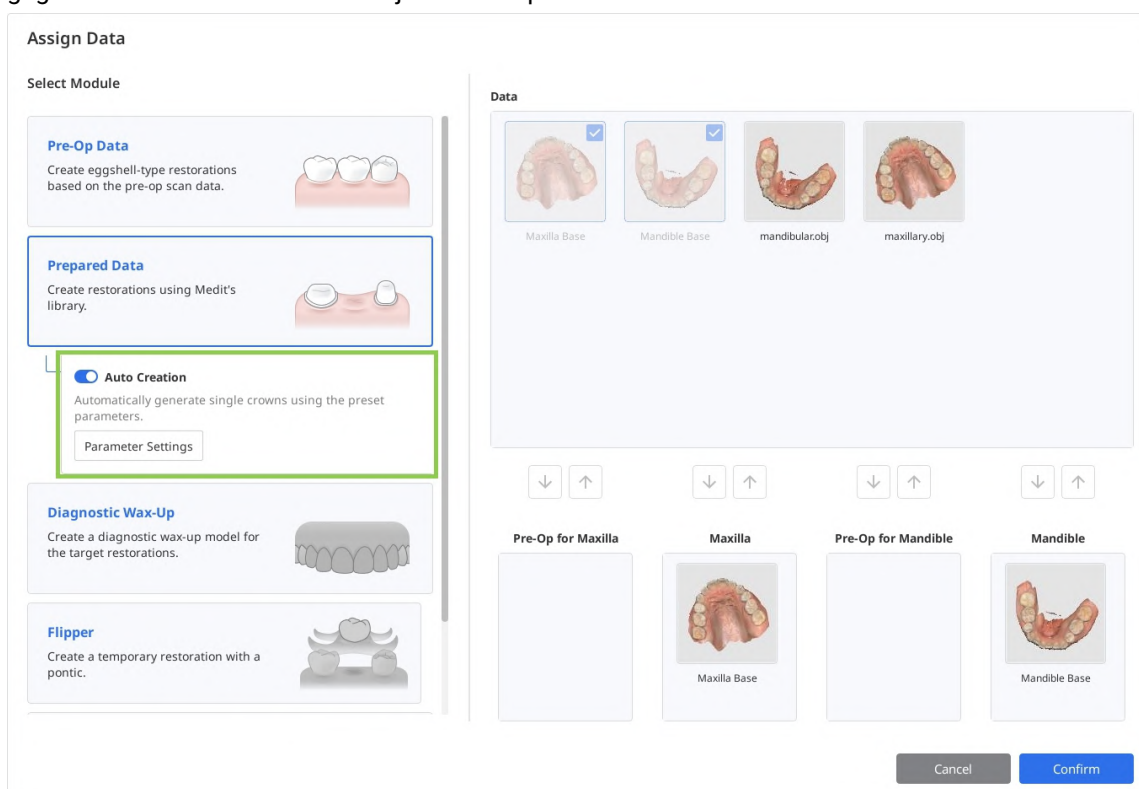 Assign Data
Select Module
Pre-Op Data
Create eggshell-type restorations
based on the pre-op scan data.
Prepared Data
Create restorations using Medit's
library.
Auto Creation
Automatically generate single crowns using the preset
parameters.
Parameter Settings
Diagnostic Wax-Up
Create a diagnostic wax-up model for
the target restorations.
Flipper
Create a temporary restoration with a
pontic.
Data
Maxilla Base
Mandible Base
mandibular.obj
maxillary.obj
Pre-Op for Maxilla
Maxilla
Pre-Op for Mandible
Mandible
Maxilla Base
Mandible Base
Cancel
Confirm